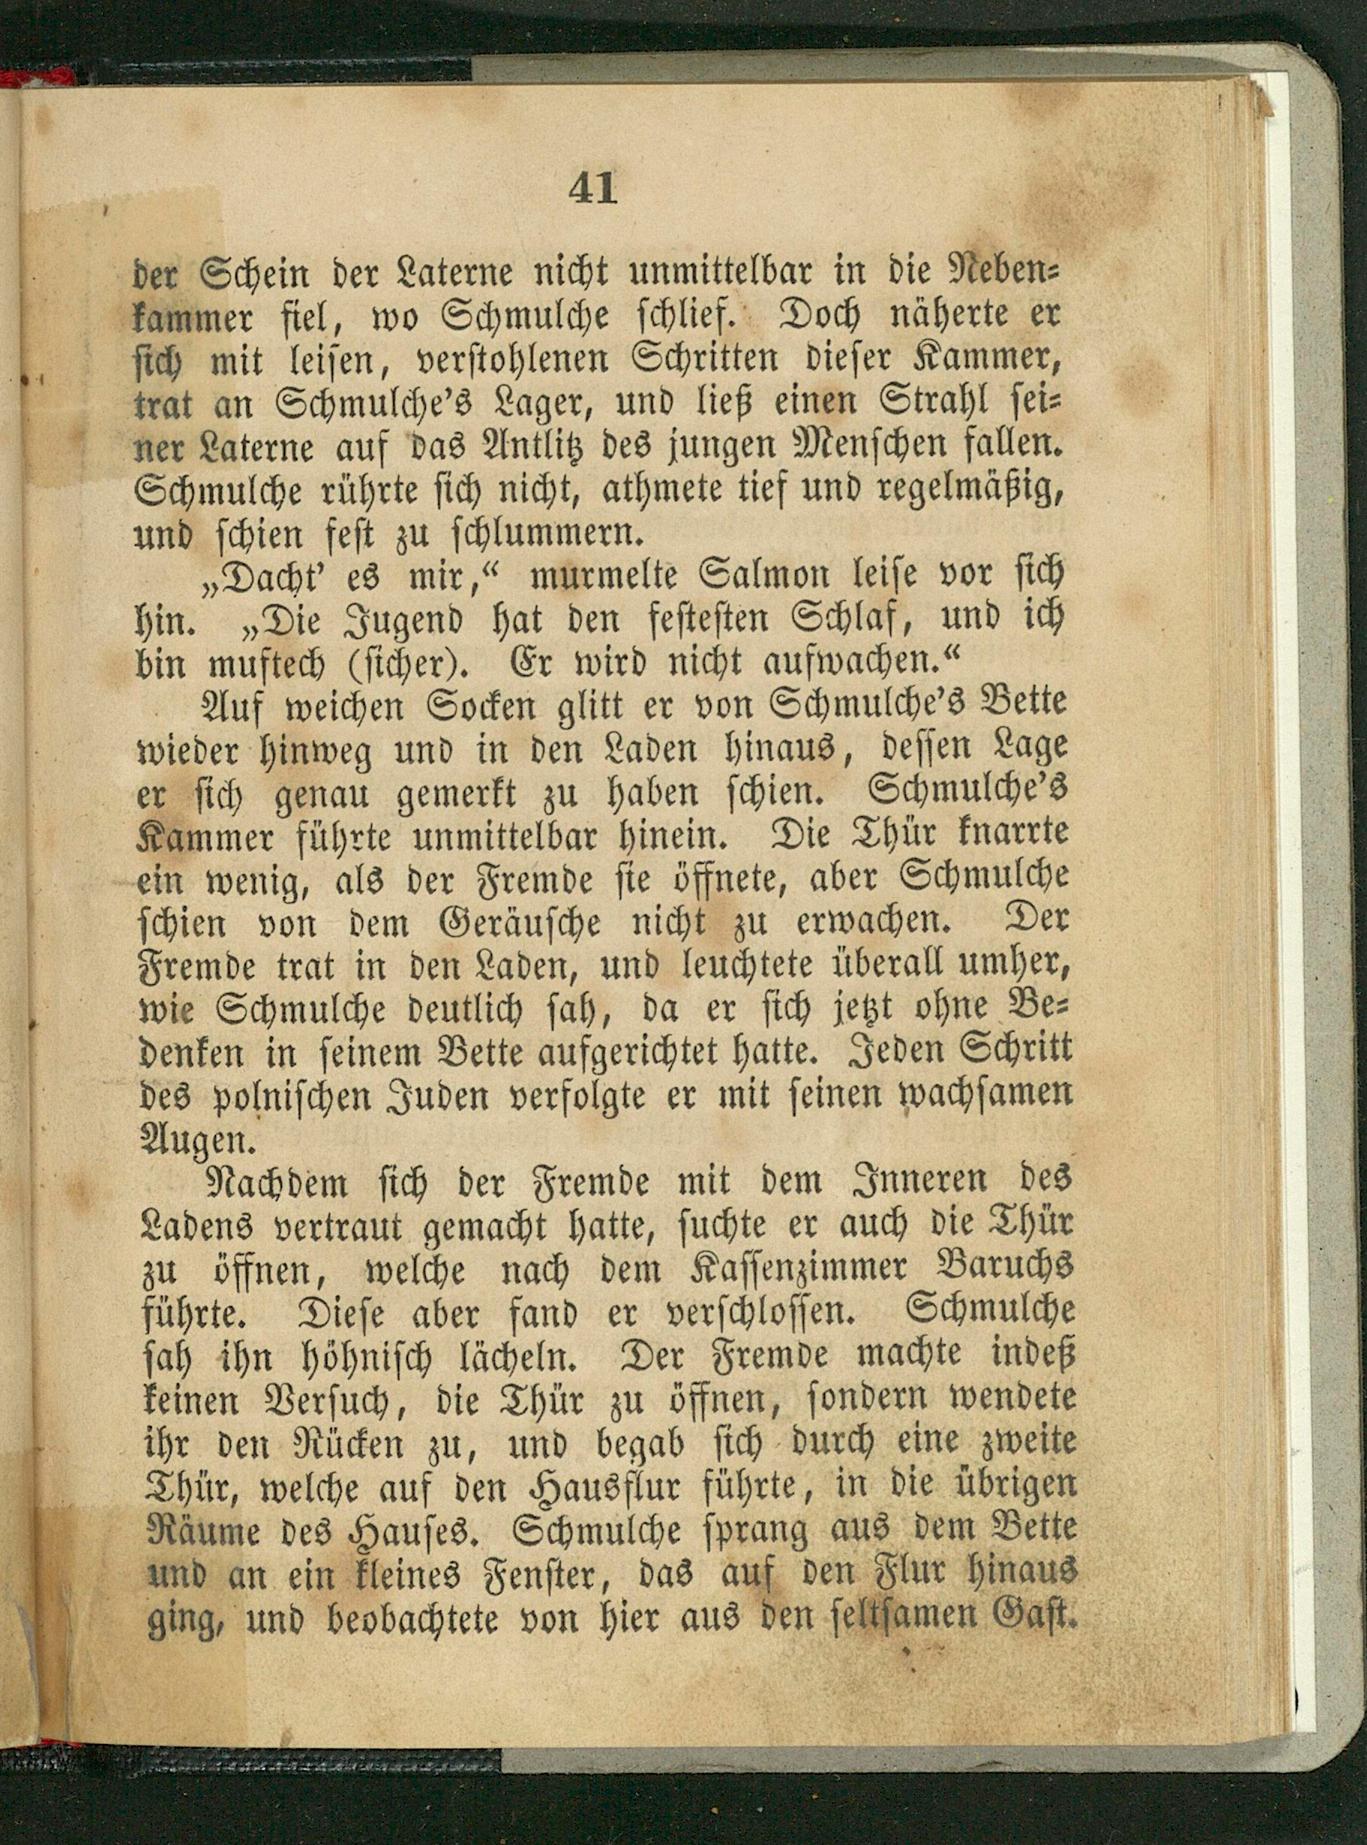 41
der Schein der Laterne nicht unmittelbar in die Neben-
kammer fiel, wo Schmulche schlief. Doch näherte er
sich mit leisen, verstohlenen Schritten dieser Kammer,
trat an Schmulche's Lager, und ließ einen Strahl sei-
ner Laterne auf das Antlitz des jungen Menschen fallen.
Schmulche rührte sich nicht, athmete tief und regelmäßig,
und schien fest zu schlummern.
„Dacht' es mir,“ murmelte Salmon leise vor sich
hin. „Die Jugend hat den festesten Schlaf, und ich
bin muftech (sicher). Er wird nicht aufwachen.“
Auf weichen Socken glitt er von Schmulche's Bette
wieder hinweg und in den Laden hinaus, dessen Lage
er sich genau gemerkt zu haben schien. Schmulche's
Kammer führte unmittelbar hinein. Die Thür knarrte
ein wenig, als der Fremde sie öffnete, aber Schmulche
schien von dem Geräusche nicht zu erwachen. Der
Fremde trat in den Laden, und leuchtete überall umher,
wie Schmulche deutlich sah, da er sich jetzt ohne Be-
denken in seinem Bette aufgerichtet hatte. Jeden Schritt
des polnischen Juden verfolgte er mit seinen wachsamen
Augen.
Nachdem sich der Fremde mit dem Inneren des
Ladens vertraut gemacht hatte, suchte er auch die Thür
zu öffnen, welche nach dem Kassenzimmer Baruchs
führte. Diese aber fand er verschlossen. Schmulche
sah ihn höhnisch lächeln. Der Fremde machte indeß
keinen Versuch, die Thür zu öffnen, sondern wendete
ihr den Rücken zu, und begab sich durch eine zweite
Thür, welche auf den Hausflur führte, in die übrigen
Räume des Hauses. Schmulche sprang aus dem Bette
und an ein kleines Fenster, das auf den Flur hinaus
ging, und beobachtete von hier aus den seltsamen Gast.